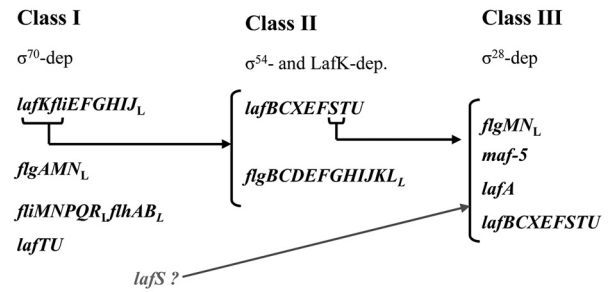 Class I
Class II
Class III
σ⁷⁰-dep
σ⁵⁴- and LafK-dep.
σ²⁸-dep
lafKfliEFGHIJL
lafBCXEFSTU
flgMNL
flgAMNL
flgBCDEFGHIJKLL
maf-5
lafA
fliMNPQRLflhABL
lafBCXEFSTU
lafTU
lafS ?